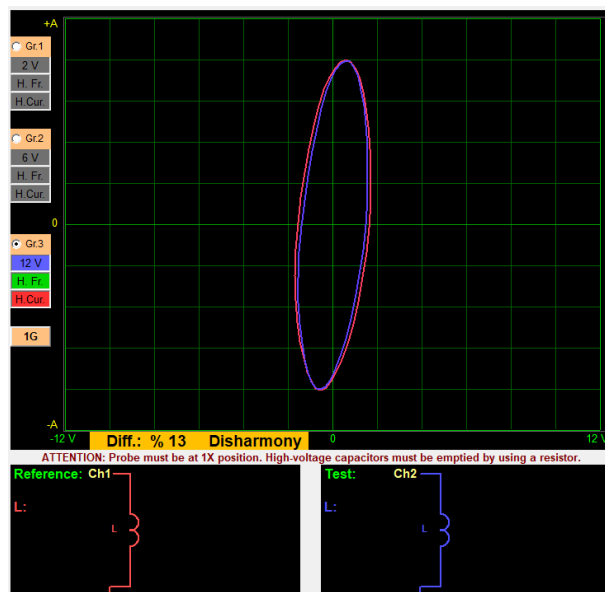 +A
Gr.1
2 V
H. Fr.
H.Cur.
Gr.2
6 V
H. Fr.
H.Cur.
0
Gr.3
12 V
H. Fr.
H.Cur.
1G
-A
-12 V Diff.: % 13 Disharmony 0 12 V
ATTENTION: Probe must be at 1X position. High-voltage capacitors must be emptied by using a resistor.
Reference: Ch1
L:
L
Test: Ch2
L:
L